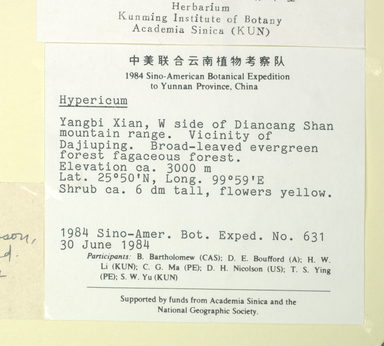 Herbarium
Kunming Institute of Botany
Academia Sinica (KUN)
中美联合云南植物考察队
1984 Sino-American Botanical Expedition
to Yunnan Province, China
Hypericum
Yangbi Xian, W side of Diancang Shan
mountain range. Vicinity of
Dajiuping. Broad-leaved evergreen
forest fagaceous forest.
Elevation ca. 3000 m
Lat. 25°50'N, Long. 99°59'E
Shrub ca. 6 dm tall, flowers yellow.
1984 Sino-Amer. Bot. Exped. No. 631
30 June 1984
Participants: B. Bartholomew (CAS); D. E. Boufford (A); H. W.
Li (KUN); C. G. Ma (PE); D. H. Nicolson (US); T. S. Ying
(PE); S. W. Yu (KUN)
Supported by funds from Academia Sinica and the
National Geographic Society.